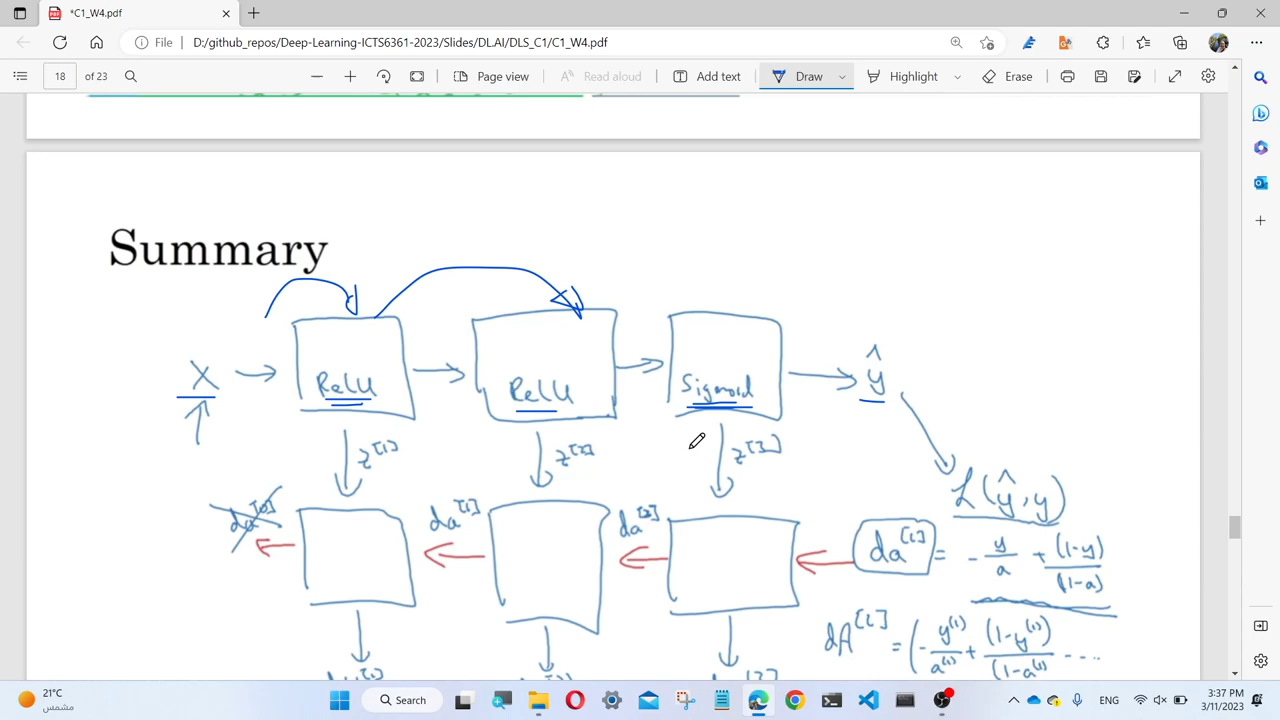 *C1_W4.pdf
File D:/github_repos/Deep-Learning-ICTS6361-2023/Slides/DL.AI/DLS_C1/C1_W4.pdf
18 of 23 Page view Read aloud Add text Draw Highlight Erase
Summary
X → ReLU → ReLU → Sigmoid → ŷ
z[1] z[2] z[3]
L(ŷ, y)
da[0] da[1] da[2] da[L] = - y/a + (1-y)/(1-a)
dA[L] = (- y(1)/a(1) + (1-y(1))/(1-a(1) ....
21°C
مشمس
Search
ENG
3:37 PM
3/11/2023